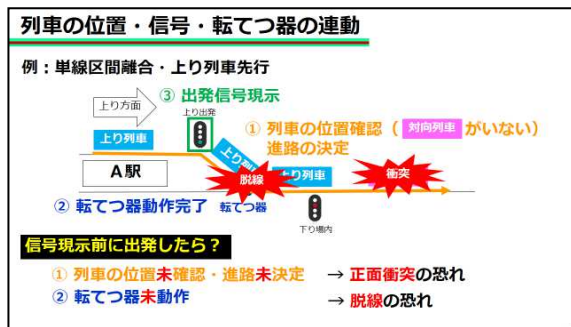 列車の位置・信号・転てつ器の連動
例：単線区間離合・上り列車先行
上り方面
③ 出発信号現示
上り出発
① 列車の位置確認（ 対向列車 がいない）
進路の決定
上り列車
上り列車
上り列車
A駅
脱線
衝突
② 転てつ器動作完了
転てつ器
下り場内
信号現示前に出発したら？
① 列車の位置未確認・進路未決定 → 正面衝突の恐れ
② 転てつ器未動作 → 脱線の恐れ